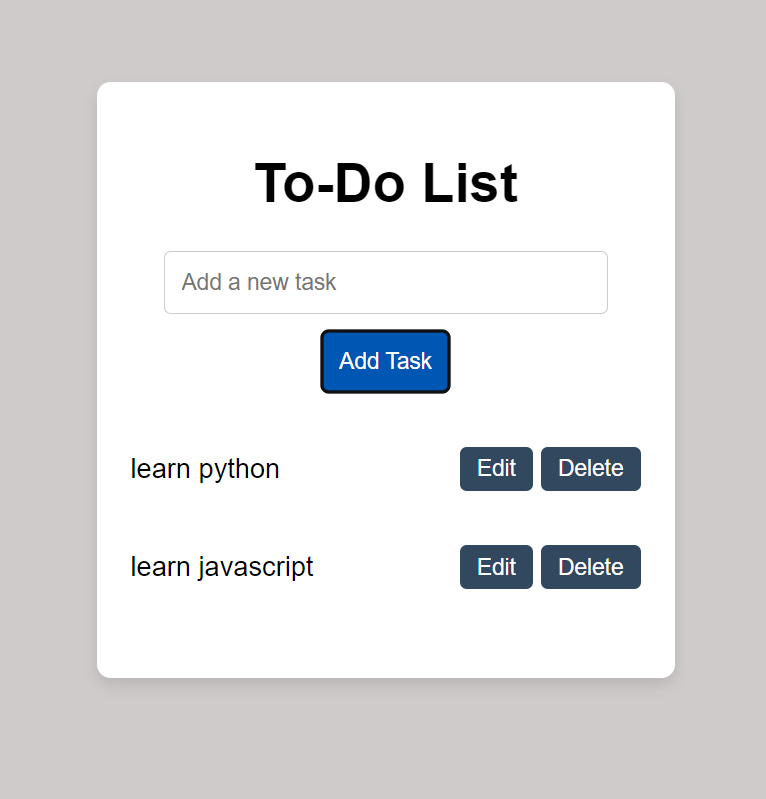 To-Do List
Add a new task
Add Task
learn python Edit Delete
learn javascript Edit Delete